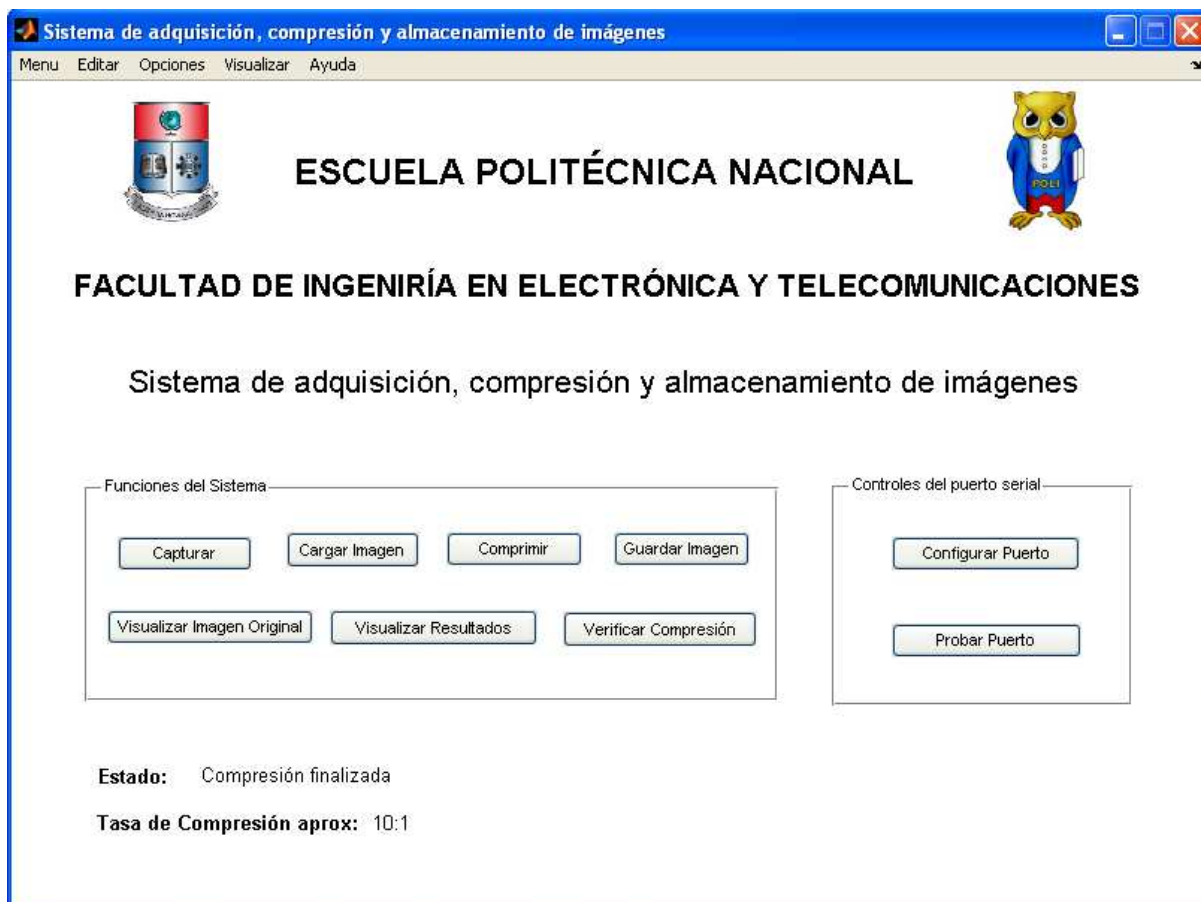 Sistema de adquisición, compresión y almacenamiento de imágenes
Menu Editar Opciones Visualizar Ayuda
ESCUELA POLITÉCNICA NACIONAL
POLI
FACULTAD DE INGENIRÍA EN ELECTRÓNICA Y TELECOMUNICACIONES
Sistema de adquisición, compresión y almacenamiento de imágenes
Funciones del Sistema
Capturar Cargar Imagen Comprimir Guardar Imagen
Visualizar Imagen Original Visualizar Resultados Verificar Compresión
Controles del puerto serial
Configurar Puerto
Probar Puerto
Estado: Compresión finalizada
Tasa de Compresión aprox: 10:1